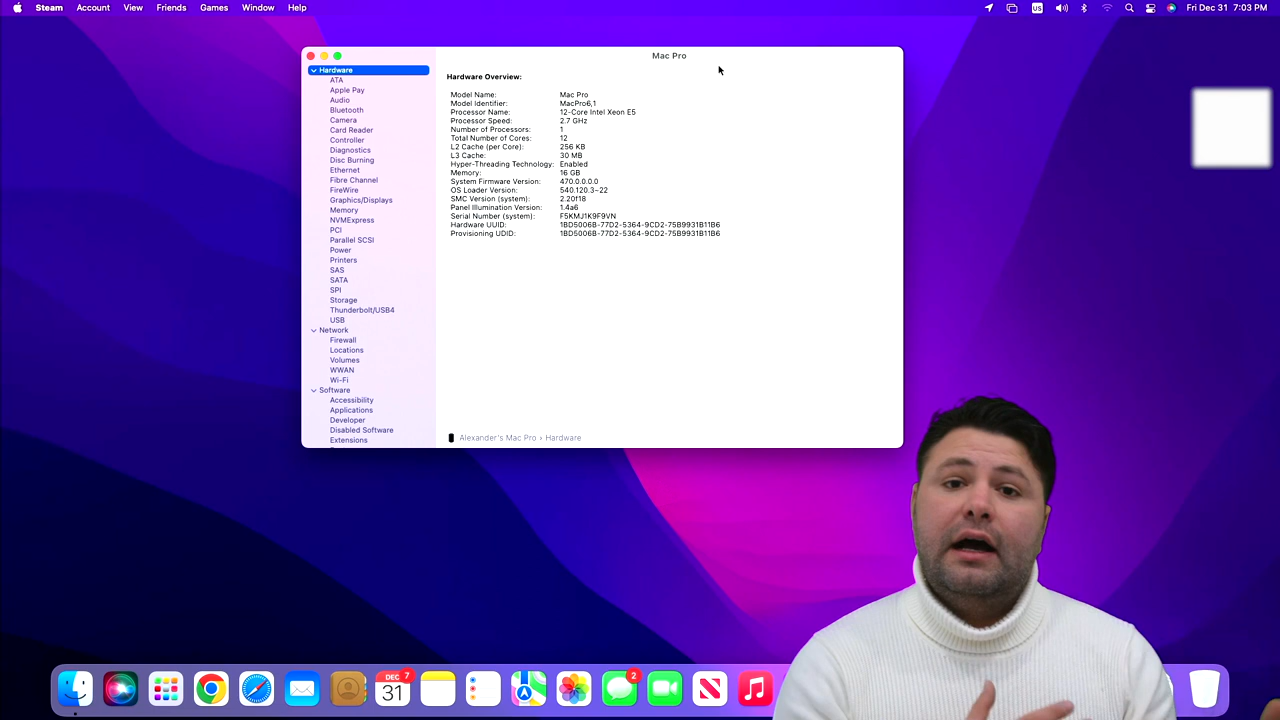 Steam Account View Friends Games Window Help US Fri Dec 31 7:03 PM
Mac Pro
Hardware
ATA
Apple Pay
Audio
Bluetooth
Camera
Card Reader
Controller
Diagnostics
Disc Burning
Ethernet
Fibre Channel
FireWire
Graphics/Displays
Memory
NVMExpress
PCI
Parallel SCSI
Power
Printers
SAS
SATA
SPI
Storage
Thunderbolt/USB4
USB
Network
Firewall
Locations
Volumes
WWAN
Wi-Fi
Software
Accessibility
Applications
Developer
Disabled Software
Extensions
Hardware Overview:
Model Name: Mac Pro
Model Identifier: MacPro6,1
Processor Name: 12-Core Intel Xeon E5
Processor Speed: 2.7 GHz
Number of Processors: 1
Total Number of Cores: 12
L2 Cache (per Core): 256 KB
L3 Cache: 30 MB
Hyper-Threading Technology: Enabled
Memory: 16 GB
System Firmware Version: 470.0.0.0.0
OS Loader Version: 540.120.3~22
SMC Version (system): 2.20f18
Panel Illumination Version: 1.4a6
Serial Number (system): F5KMJ1K9F9VN
Hardware UUID: 1BD5006B-77D2-5364-9CD2-75B9931B11B6
Provisioning UDID: 1BD5006B-77D2-5364-9CD2-75B9931B11B6
Alexander's Mac Pro › Hardware
DEC 7
31
2